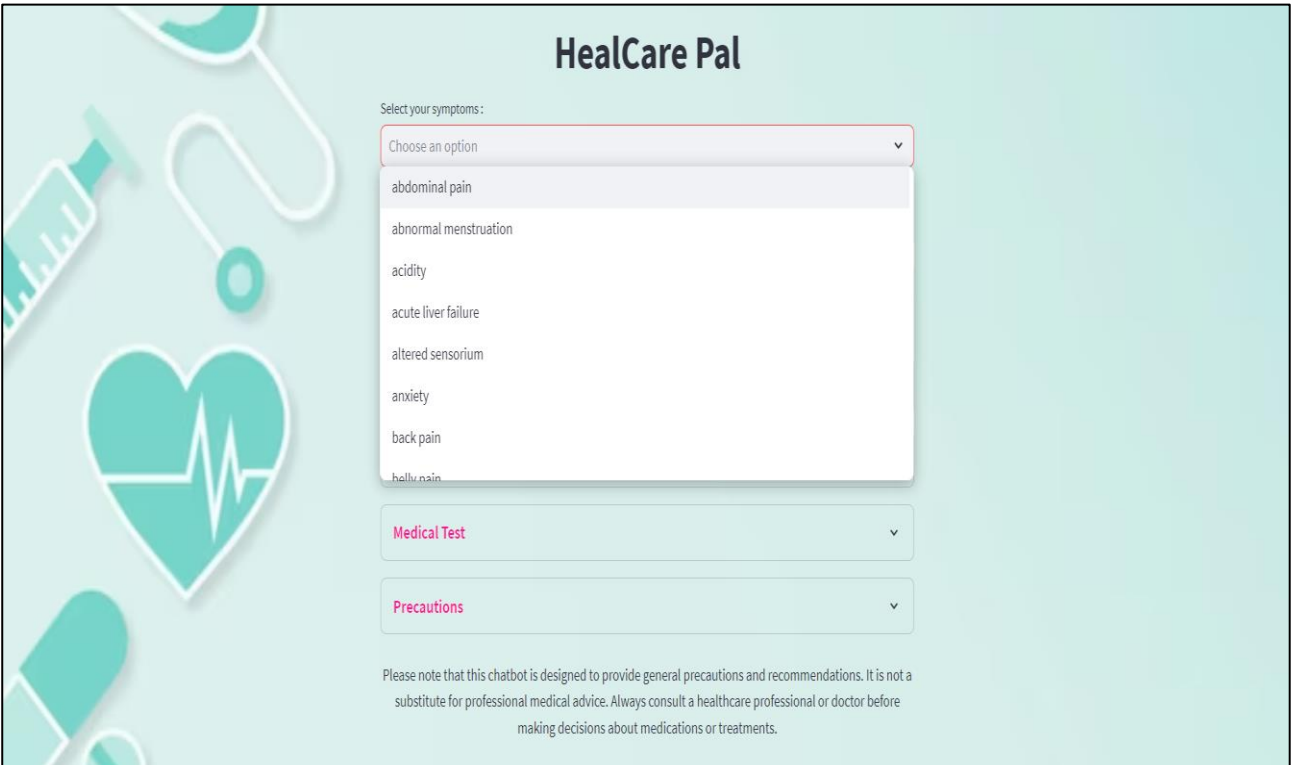 HealCare Pal
Select your symptoms :
Choose an option
abdominal pain
abnormal menstruation
acidity
acute liver failure
altered sensorium
anxiety
back pain
belly pain
Medical Test
Precautions
Please note that this chatbot is designed to provide general precautions and recommendations. It is not a
substitute for professional medical advice. Always consult a healthcare professional or doctor before
making decisions about medications or treatments.